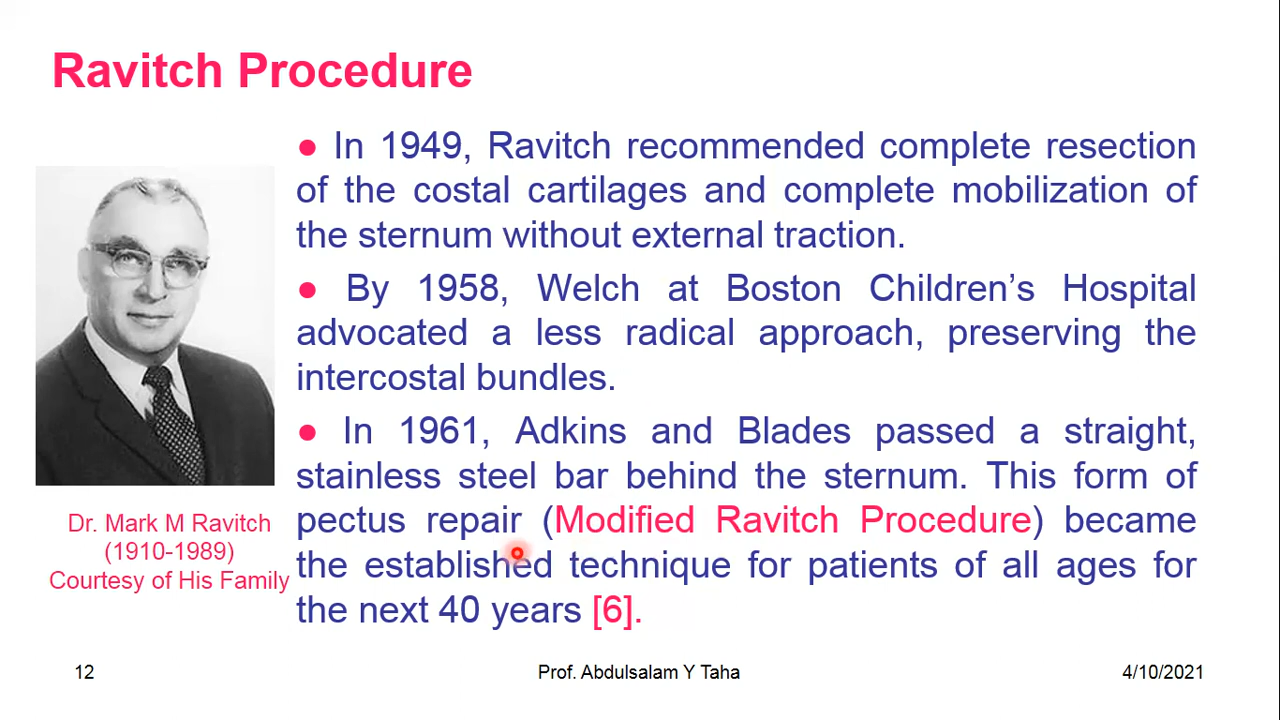 Ravitch Procedure
● In 1949, Ravitch recommended complete resection
of the costal cartilages and complete mobilization of
the sternum without external traction.
● By 1958, Welch at Boston Children’s Hospital
advocated a less radical approach, preserving the
intercostal bundles.
● In 1961, Adkins and Blades passed a straight,
stainless steel bar behind the sternum. This form of
pectus repair (Modified Ravitch Procedure) became
the established technique for patients of all ages for
the next 40 years [6].
Dr. Mark M Ravitch
(1910-1989)
Courtesy of His Family
12
Prof. Abdulsalam Y Taha
4/10/2021